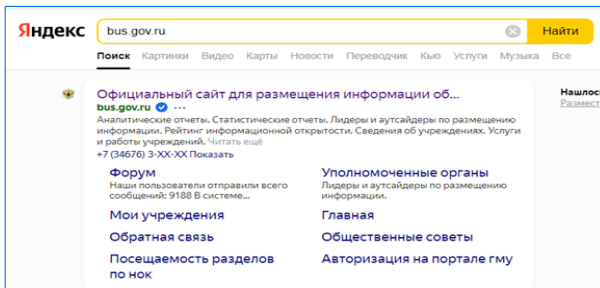 Яндекс
bus.gov.ru
Найти
Поиск Картинки Видео Карты Новости Переводчик Кью Услуги Музыка Все
Официальный сайт для размещения информации об...
bus.gov.ru
Аналитические отчеты. Статистические отчеты. Лидеры и аутсайдеры по размещению
информации. Рейтинг информационной открытости. Сведения об учреждениях. Услуги
и работы учреждений. Читать ещё
+7 (34676) 3-XX-XX Показать
Форум
Наши пользователи отправили всего
сообщений: 9188 В системе...
Уполномоченные органы
Лидеры и аутсайдеры по размещению
информации.
Мои учреждения
Главная
Обратная связь
Общественные советы
Посещаемость разделов
по нок
Авторизация на портале гму
Нашлос
Размест